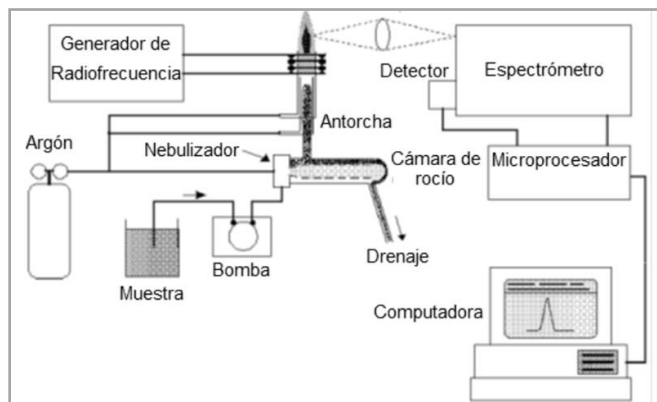 Generador de
Radiofrecuencia
Detector
Espectrómetro
Antorcha
Argón
Nebulizador
Cámara de
rocío
Microprocesador
Drenaje
Bomba
Muestra
Computadora